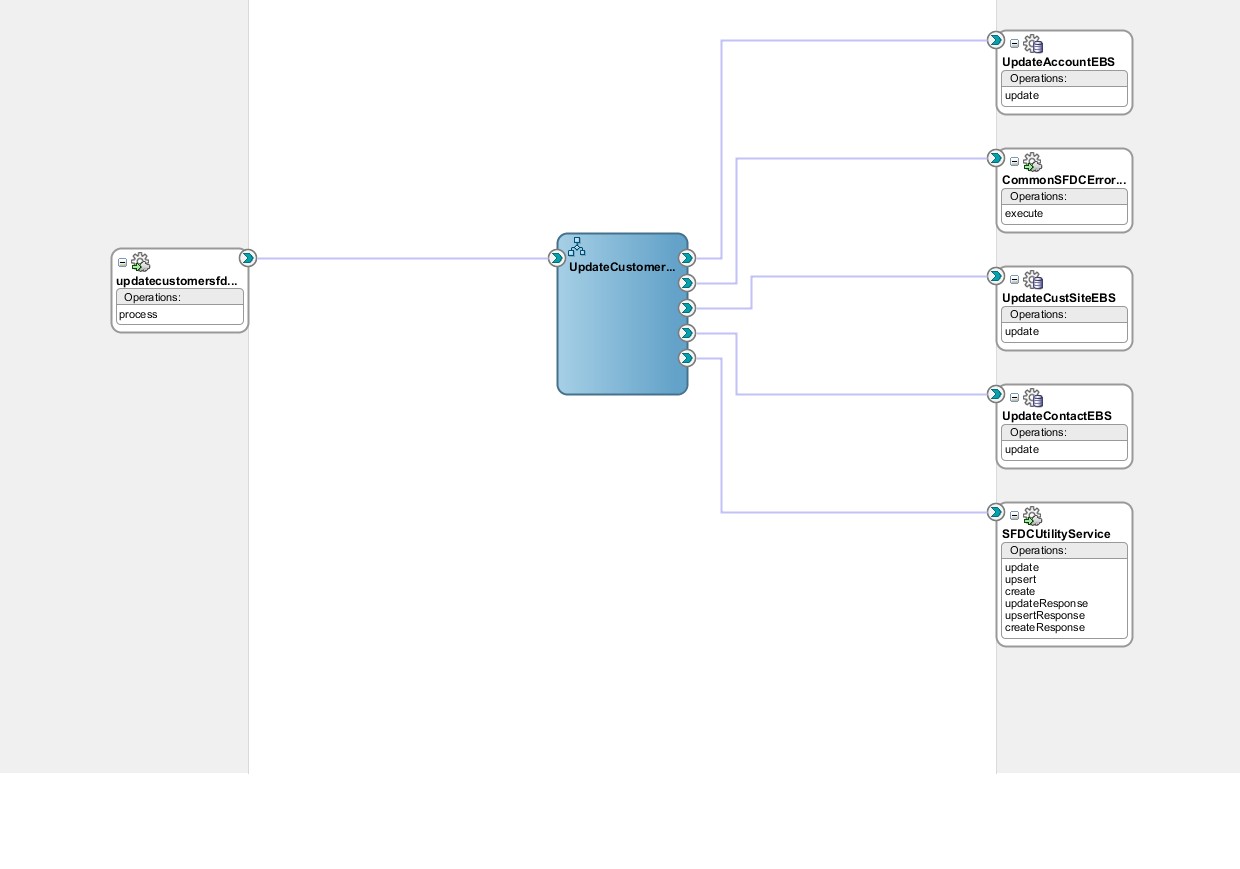 updatecustomersfd...
Operations:
process
UpdateCustomer...
UpdateAccountEBS
Operations:
update
CommonSFDCError...
Operations:
execute
UpdateCustSiteEBS
Operations:
update
UpdateContactEBS
Operations:
update
SFDCUtilityService
Operations:
update
upsert
create
updateResponse
upsertResponse
createResponse